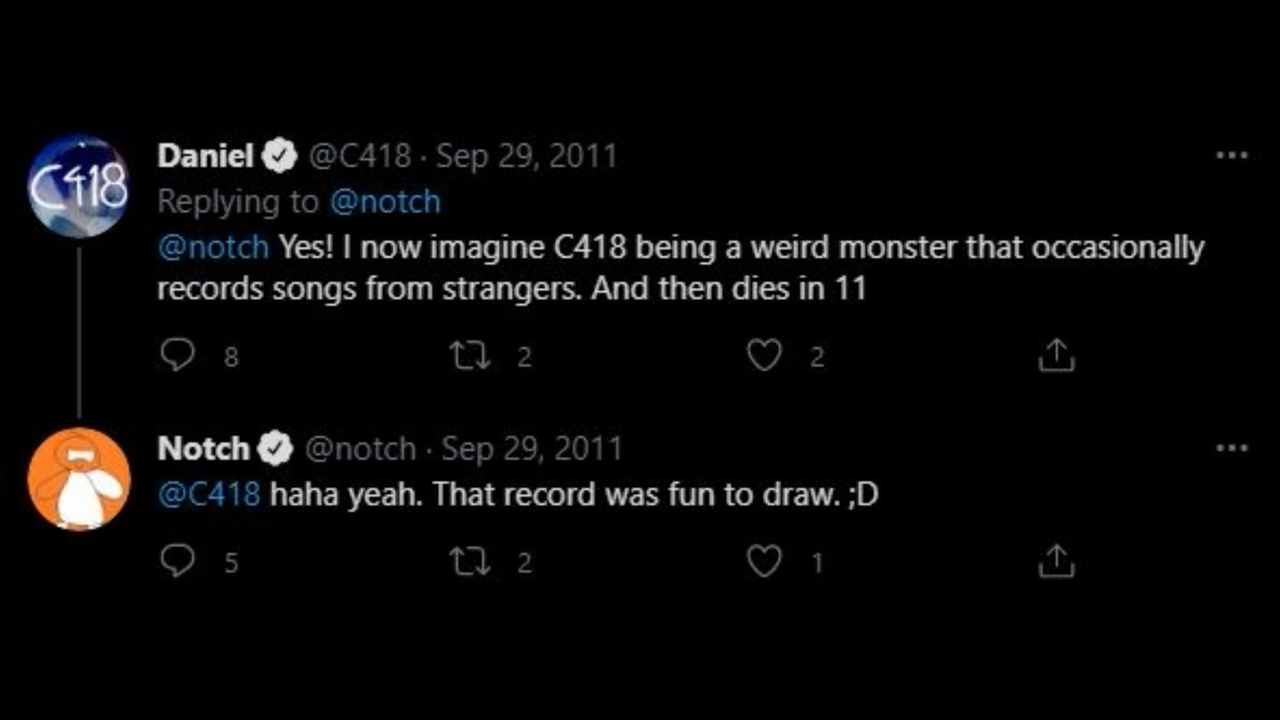 C418
Daniel @C418 · Sep 29, 2011
Replying to @notch
@notch Yes! I now imagine C418 being a weird monster that occasionally
records songs from strangers. And then dies in 11
8 2 2
Notch @notch · Sep 29, 2011
@C418 haha yeah. That record was fun to draw. ;D
5 2 1